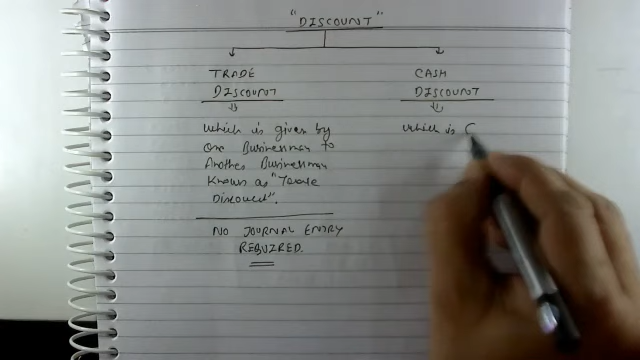 "DISCOUNT"
TRADE
DISCOUNT
CASH
DISCOUNT
Which is given by
One Businessman to
Another Businessman
Known as "Trade
Discount".
NO JOURNAL ENTRY
REQUIRED.
Which is